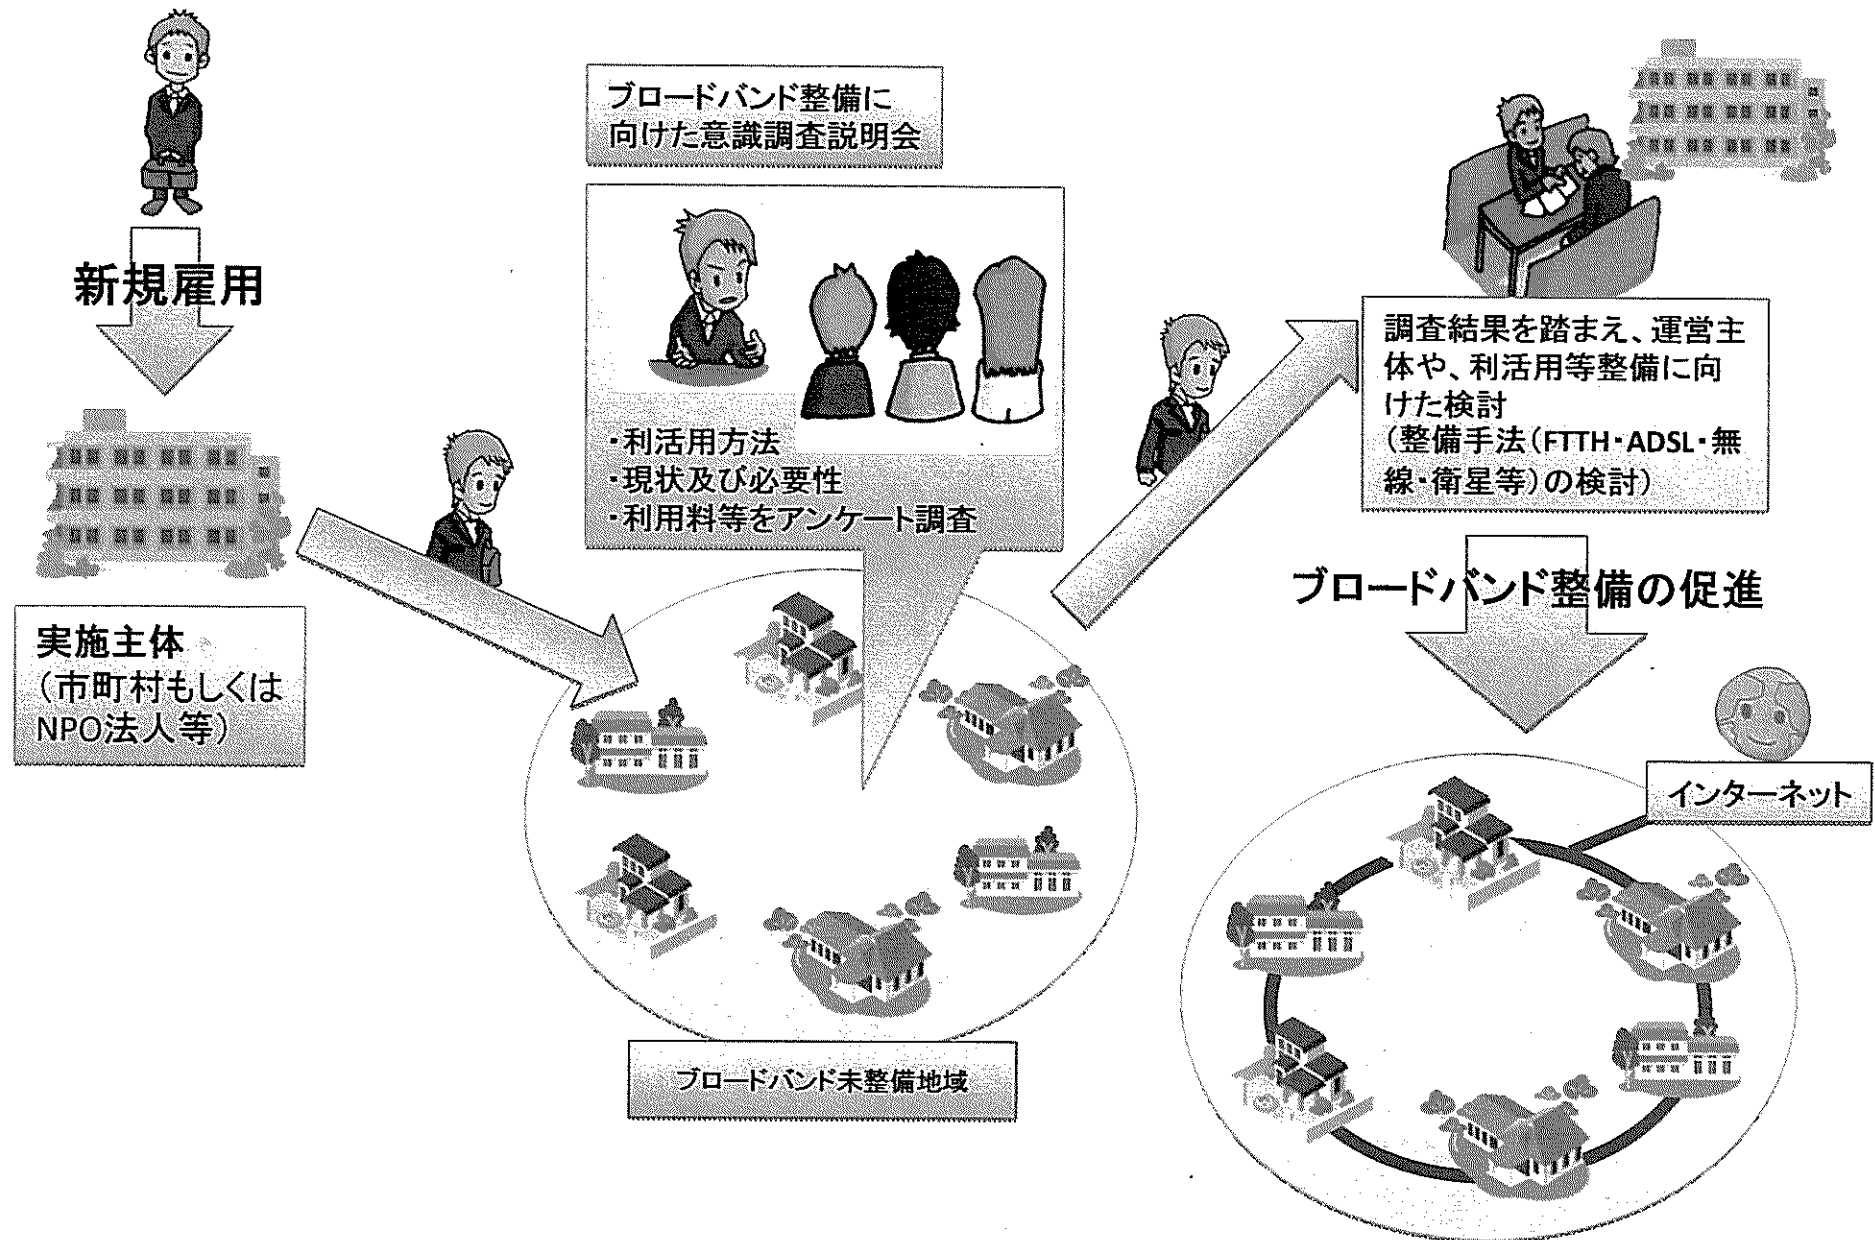 新規雇用
実施主体
（市町村もしくは
NPO法人等）
ブロードバンド整備に
向けた意識調査説明会
・利活用方法
・現状及び必要性
・利用料等をアンケート調査
ブロードバンド未整備地域
調査結果を踏まえ、運営主
体や、利活用等整備に向
けた検討
（整備手法（FTTH・ADSL・無
線・衛星等）の検討）
ブロードバンド整備の促進
インターネット